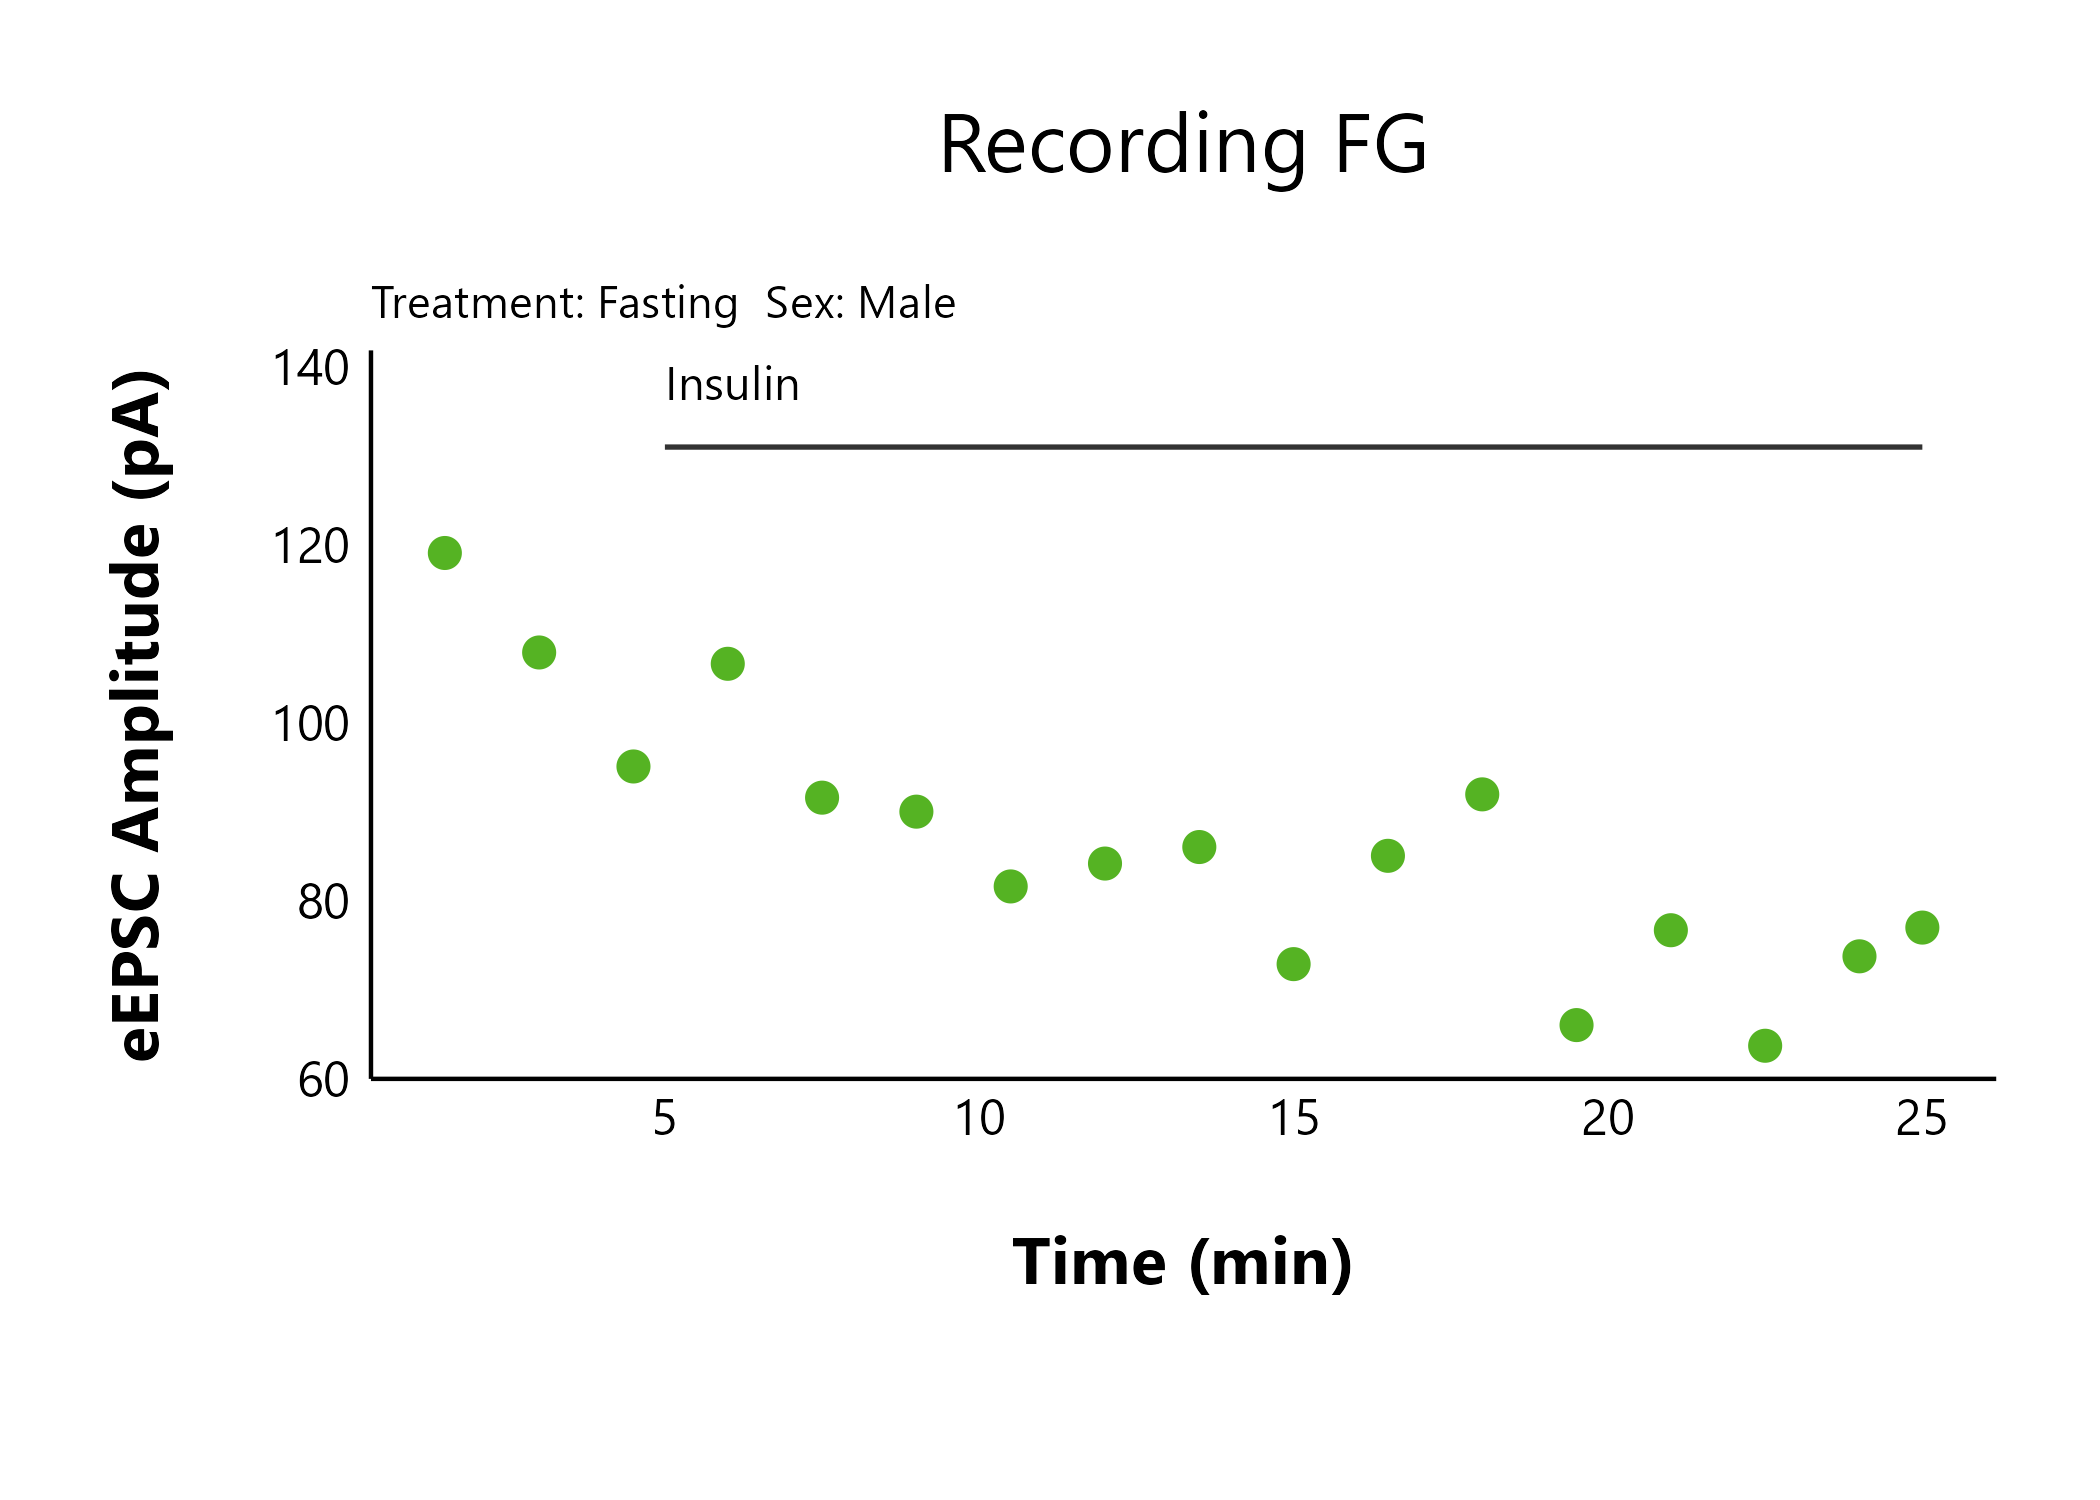 Recording FG
Treatment: Fasting  Sex: Male
Insulin
eEPSC Amplitude (pA)
140
120
100
80
60
5 10 15 20 25
Time (min)